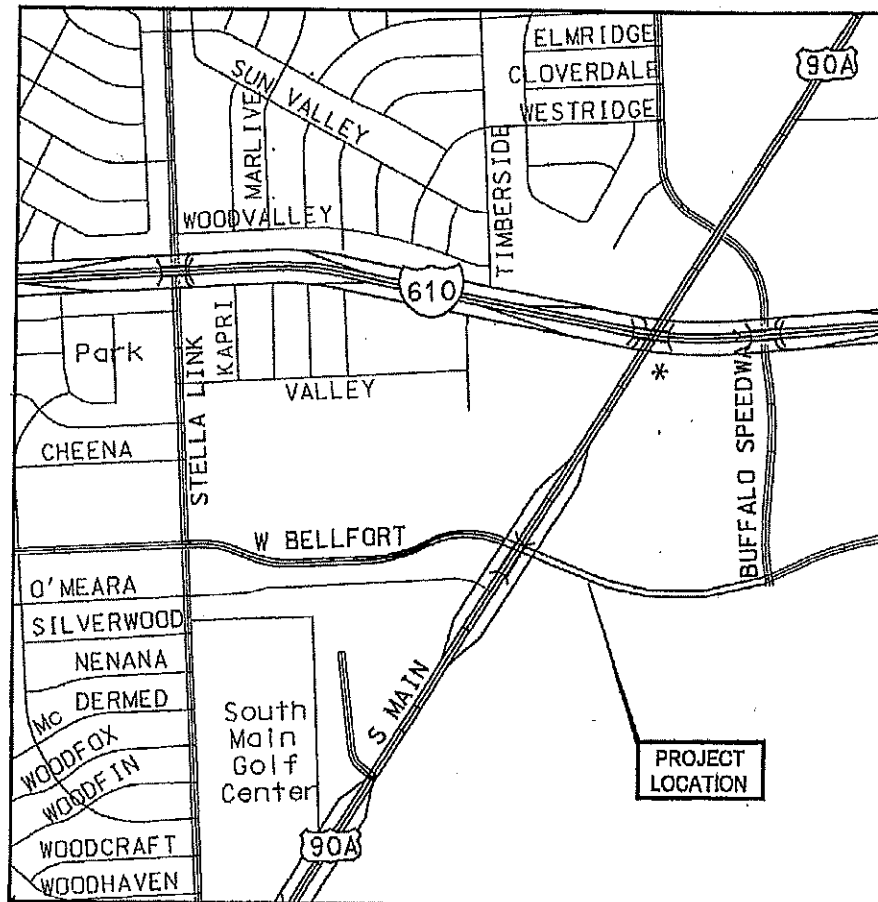 ELMRIDGE
90A
CLOVERDALE
SUN VALLEY
WESTRIDGE
MARLIVE
TIMBERSIDE
WOODVALLEY
610
KAPRI
Park
STELLA LINK
VALLEY
*
BUFFALO SPEEDWA
CHEENA
W BELLFORT
O'MEARA
SILVERWOOD
NENANA
Mc DERMED
S MAIN
South
Main
Golf
Center
WOODFOX
WOODFIN
PROJECT
LOCATION
90A
WOODCRAFT
WOODHAVEN